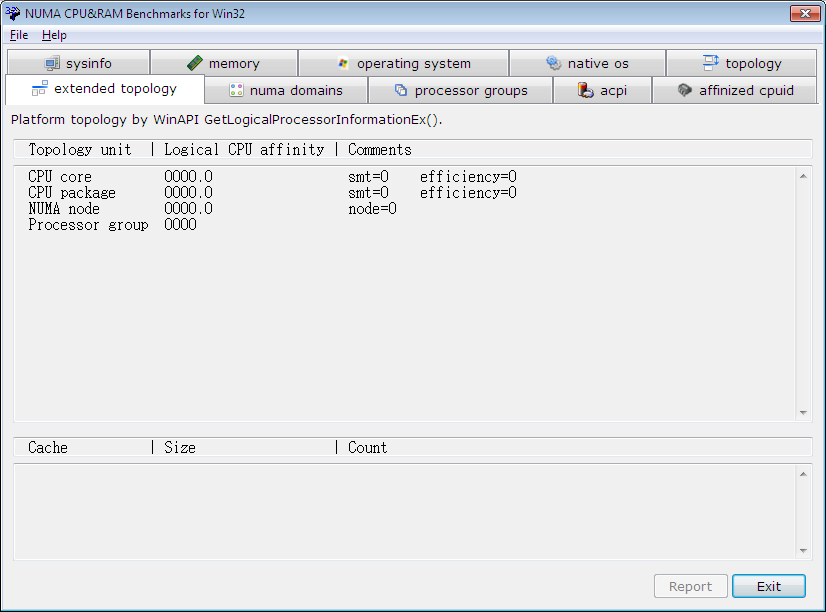 NUMA CPU&RAM Benchmarks for Win32
File Help
sysinfo memory operating system native os topology
extended topology numa domains processor groups acpi affinized cpuid
Platform topology by WinAPI GetLogicalProcessorInformationEx().
Topology unit | Logical CPU affinity | Comments
CPU core 0000.0 smt=0 efficiency=0
CPU package 0000.0 smt=0 efficiency=0
NUMA node 0000.0 node=0
Processor group 0000
Cache | Size | Count
Report Exit